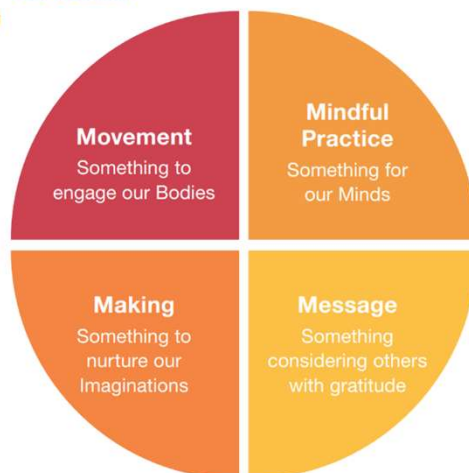 Movement
Something to
engage our Bodies
Mindful
Practice
Something for
our Minds
Making
Something to
nurture our
Imaginations
Message
Something
considering others
with gratitude